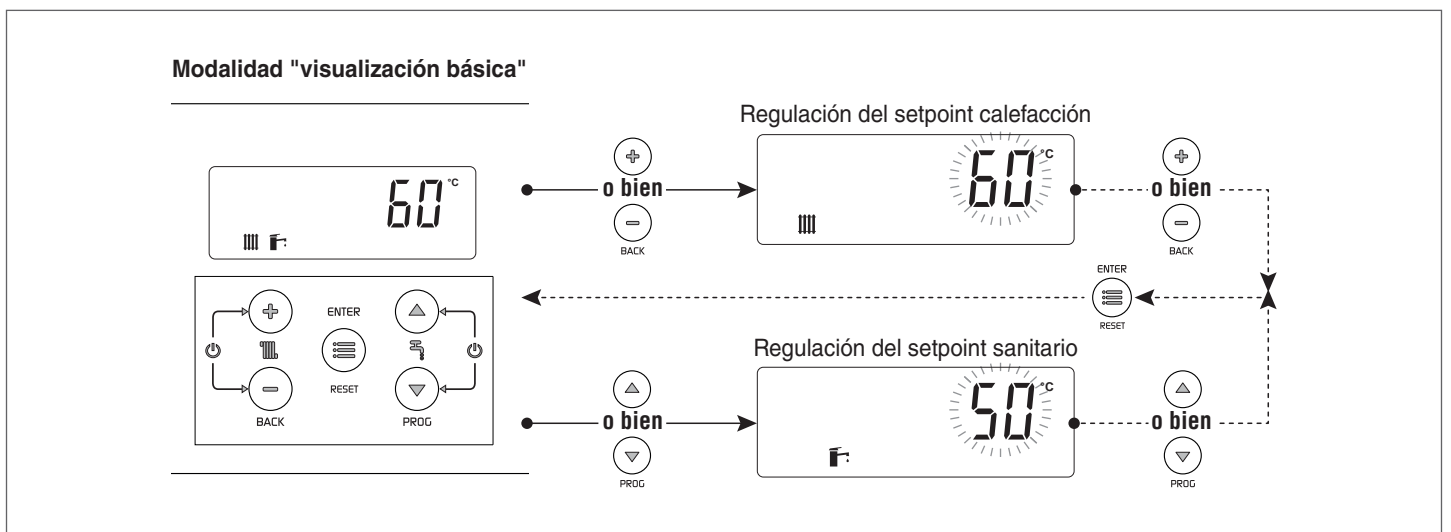 Modalidad "visualización básica"
60 °C
ENTER
RESET
BACK
PROG
Regulación del setpoint calefacción
o bien
BACK
60 °C
o bien
BACK
ENTER
RESET
Regulación del setpoint sanitario
o bien
PROG
50 °C
o bien
PROG